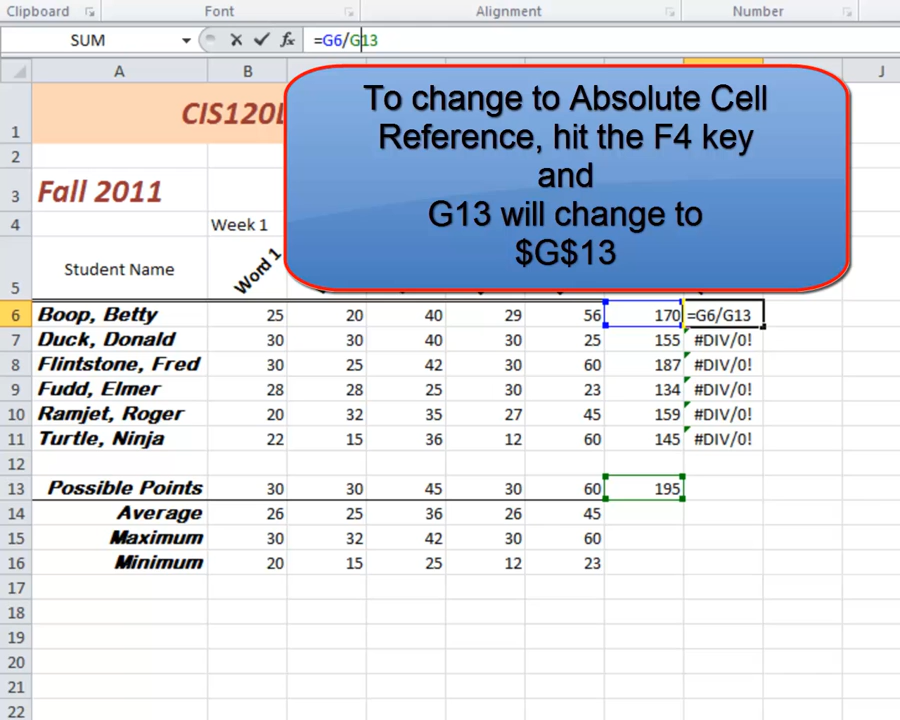 Clipboard Font Alignment Number
SUM fx =G6/G13
A B J
1 CIS120L
2
3 Fall 2011
4 Week 1
5 Student Name Word 1
6 Boop, Betty 25 20 40 29 56 170 =G6/G13
7 Duck, Donald 30 30 40 30 25 155 #DIV/0!
8 Flintstone, Fred 30 25 42 30 60 187 #DIV/0!
9 Fudd, Elmer 28 28 25 30 23 134 #DIV/0!
10 Ramjet, Roger 20 32 35 27 45 159 #DIV/0!
11 Turtle, Ninja 22 15 36 12 60 145 #DIV/0!
12
13 Possible Points 30 30 45 30 60 195
14 Average 26 25 36 26 45
15 Maximum 30 32 42 30 60
16 Minimum 20 15 25 12 23
17
18
19
20
21
22
To change to Absolute Cell
Reference, hit the F4 key
and
G13 will change to
$G$13